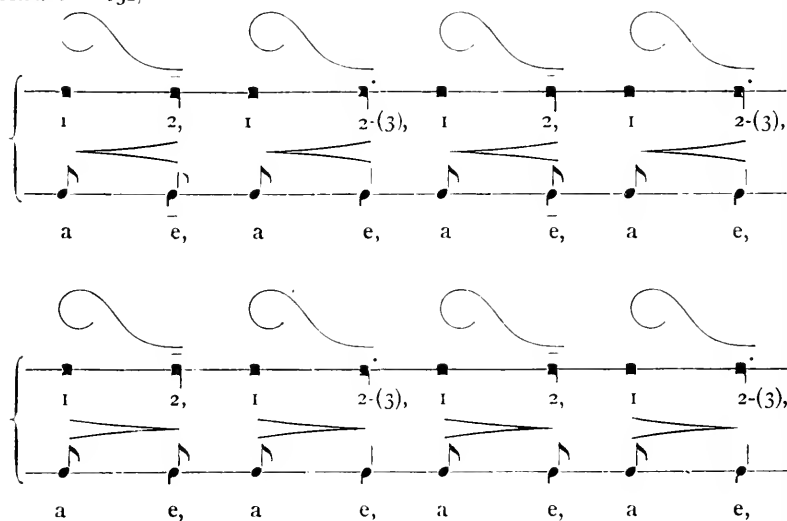 1 2, 1 2-(3), 1 2, 1 2-(3),
a e, a e, a e, a e,
1 2, 1 2-(3), 1 2, 1 2-(3),
a e, a e, a e, a e,